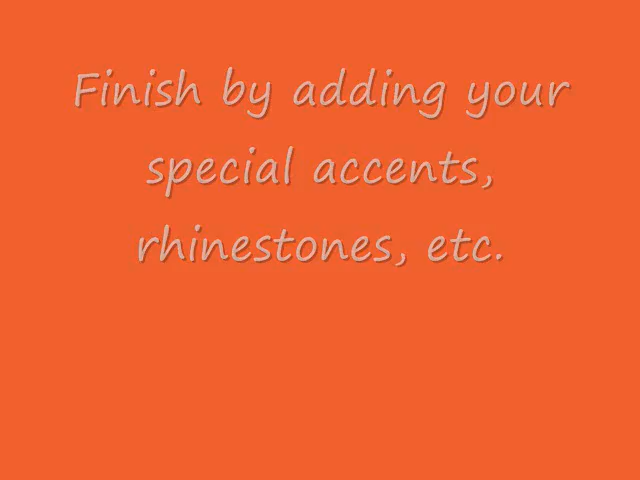 Finish by adding your
special accents,
rhinestones, etc.